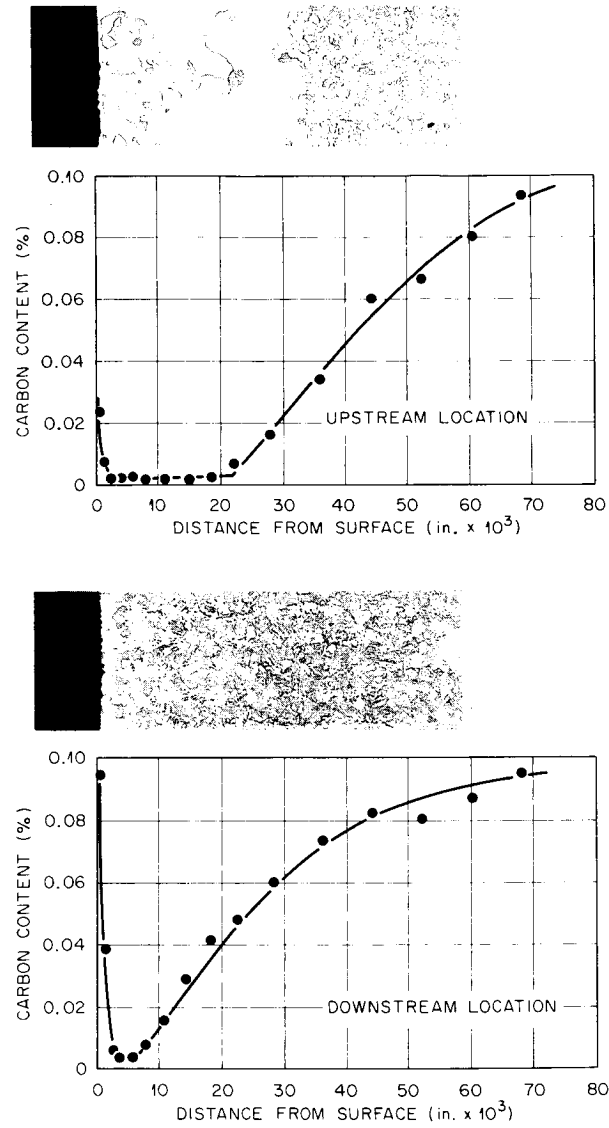 0.10
0.08
0.06
0.04
0.02
0
CARBON CONTENT (%)
UPSTREAM LOCATION
0 10 20 30 40 50 60 70 80
DISTANCE FROM SURFACE (in. x 10³)
0.10
0.08
0.06
0.04
0.02
0
CARBON CONTENT (%)
DOWNSTREAM LOCATION
0 10 20 30 40 50 60 70 80
DISTANCE FROM SURFACE (in. x 10³)